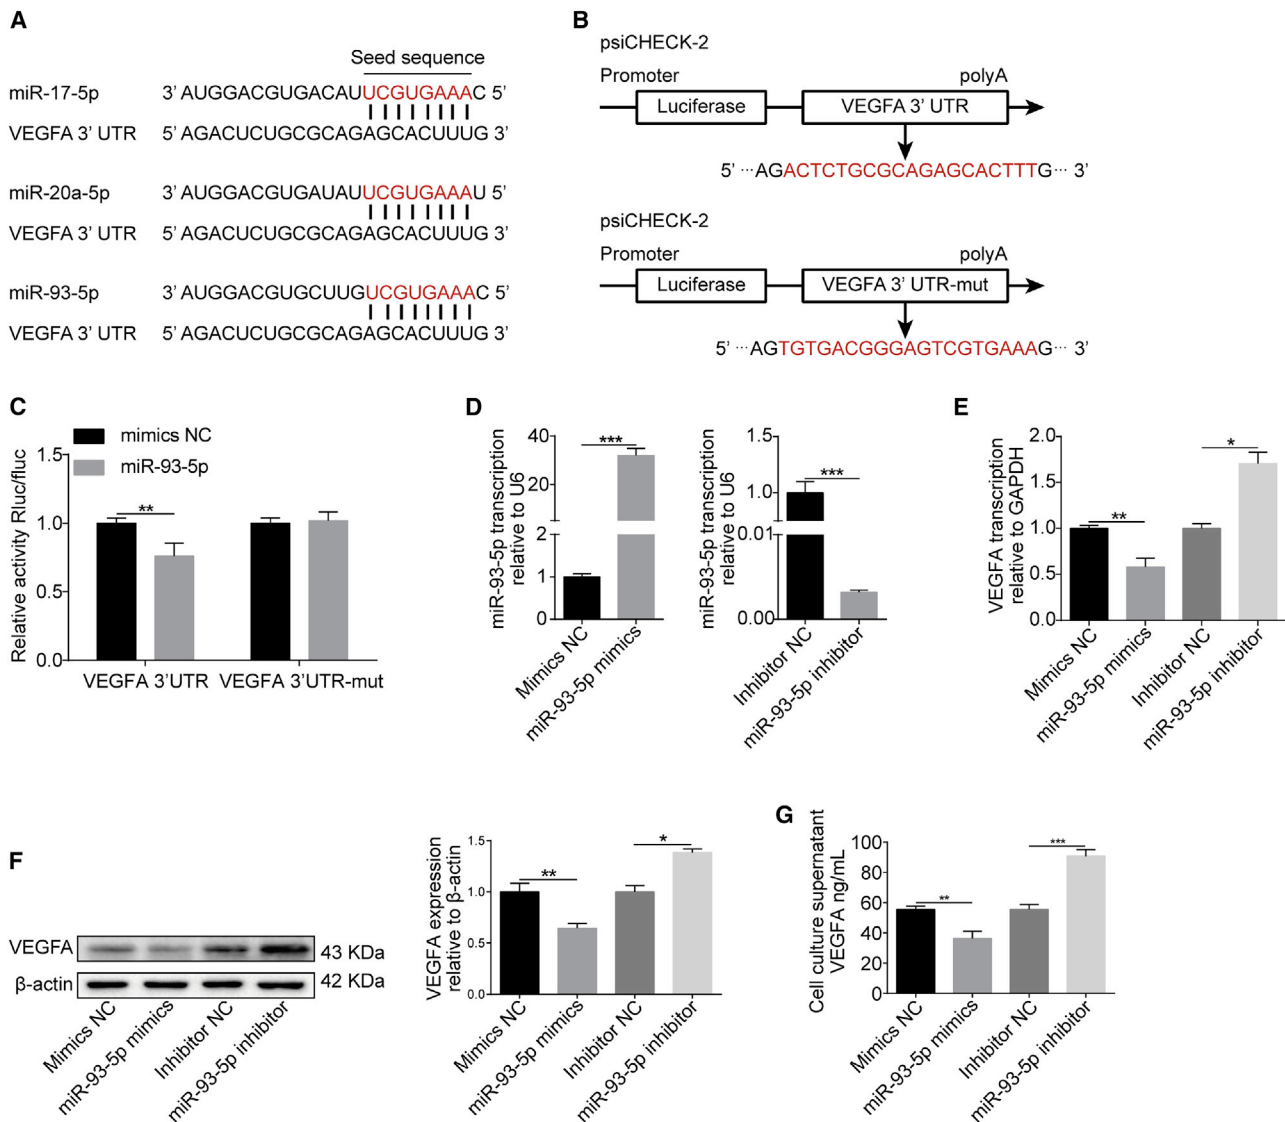 A
Seed sequence
miR-17-5p 3’ AUGGACGUGACAUUCGUGAAAC 5’
VEGFA 3’ UTR 5’ AGACUCUGCGCAGAGCACUUUG 3’
miR-20a-5p 3’ AUGGACGUGAUAUUCGUGAAAU 5’
VEGFA 3’ UTR 5’ AGACUCUGCGCAGAGCACUUUG 3’
miR-93-5p 3’ AUGGACGUGCUUGUCGUGAAAC 5’
VEGFA 3’ UTR 5’ AGACUCUGCGCAGAGCACUUUG 3’
B
psiCHECK-2
Promoter polyA
Luciferase VEGFA 3’ UTR
5’ ···AGACTCTGCGCAGAGCACTTTG··· 3’
psiCHECK-2
Promoter polyA
Luciferase VEGFA 3’ UTR-mut
5’ ···AGTGTGACGGGAGTCGTGAAAG··· 3’
C
mimics NC
miR-93-5p
Relative activity Rluc/fluc
1.5
1.0
0.5
0.0
**
VEGFA 3’UTR VEGFA 3’UTR-mut
D
miR-93-5p transcription
relative to U6
40
20
2
1
0
***
Mimics NC
miR-93-5p mimics
miR-93-5p transcription
relative to U6
1.5
1.0
0.01
0.00
***
Inhibitor NC
miR-93-5p inhibitor
E
VEGFA transcription
relative to GAPDH
2.0
1.5
1.0
0.5
0.0
**
*
Mimics NC
miR-93-5p mimics
Inhibitor NC
miR-93-5p inhibitor
F
VEGFA 43 KDa
β-actin 42 KDa
Mimics NC
miR-93-5p mimics
Inhibitor NC
miR-93-5p inhibitor
VEGFA expression
relative to β-actin
1.5
1.0
0.5
0.0
**
*
Mimics NC
miR-93-5p mimics
Inhibitor NC
miR-93-5p inhibitor
G
Cell culture supernatant
VEGFA ng/mL
100
80
60
40
20
0
**
***
Mimics NC
miR-93-5p mimics
Inhibitor NC
miR-93-5p inhibitor